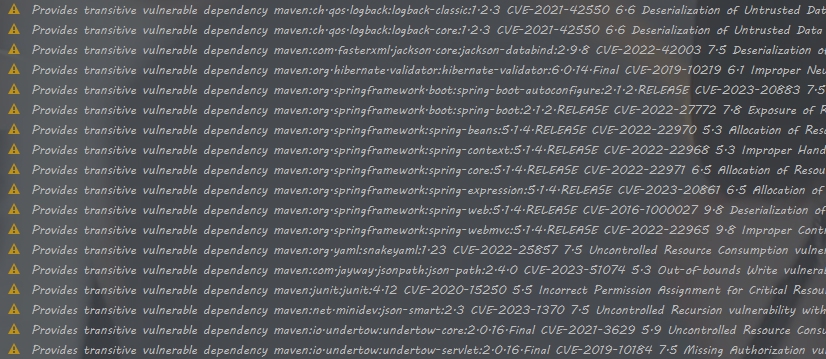 Provides transitive vulnerable dependency maven:ch.qos.logback:logback-classic:1.2.3 CVE-2021-42550 6.6 Deserialization of Untrusted Dat
Provides transitive vulnerable dependency maven:ch.qos.logback:logback-core:1.2.3 CVE-2021-42550 6.6 Deserialization of Untrusted Data
Provides transitive vulnerable dependency maven:com.fasterxml.jackson.core:jackson-databind:2.9.8 CVE-2022-42003 7.5 Deserialization o
Provides transitive vulnerable dependency maven:org.hibernate.validator:hibernate-validator:6.0.14.Final CVE-2019-10219 6.1 Improper Neu
Provides transitive vulnerable dependency maven:org.springframework.boot:spring-boot-autoconfigure:2.1.2.RELEASE CVE-2023-20883 7.5
Provides transitive vulnerable dependency maven:org.springframework.boot:spring-boot:2.1.2.RELEASE CVE-2022-27772 7.8 Exposure of R
Provides transitive vulnerable dependency maven:org.springframework:spring-beans:5.1.4.RELEASE CVE-2022-22970 5.3 Allocation of Reso
Provides transitive vulnerable dependency maven:org.springframework:spring-context:5.1.4.RELEASE CVE-2022-22968 5.3 Improper Hand
Provides transitive vulnerable dependency maven:org.springframework:spring-core:5.1.4.RELEASE CVE-2022-22971 6.5 Allocation of Resou
Provides transitive vulnerable dependency maven:org.springframework:spring-expression:5.1.4.RELEASE CVE-2023-20861 6.5 Allocation of
Provides transitive vulnerable dependency maven:org.springframework:spring-web:5.1.4.RELEASE CVE-2016-1000027 9.8 Deserialization of
Provides transitive vulnerable dependency maven:org.springframework:spring-webmvc:5.1.4.RELEASE CVE-2022-22965 9.8 Improper Cont
Provides transitive vulnerable dependency maven:org.yaml:snakeyaml:1.23 CVE-2022-25857 7.5 Uncontrolled Resource Consumption vulner
Provides transitive vulnerable dependency maven:com.jayway.jsonpath:json-path:2.4.0 CVE-2023-51074 5.3 Out-of-bounds Write vulnera
Provides transitive vulnerable dependency maven:junit:junit:4.12 CVE-2020-15250 5.5 Incorrect Permission Assignment for Critical Resou
Provides transitive vulnerable dependency maven:net.minidev:json-smart:2.3 CVE-2023-1370 7.5 Uncontrolled Recursion vulnerability with
Provides transitive vulnerable dependency maven:io.undertow:undertow-core:2.0.16.Final CVE-2021-3629 5.9 Uncontrolled Resource Consu
Provides transitive vulnerable dependency maven:io.undertow:undertow-servlet:2.0.16.Final CVE-2019-10184 7.5 Missing Authorization vu